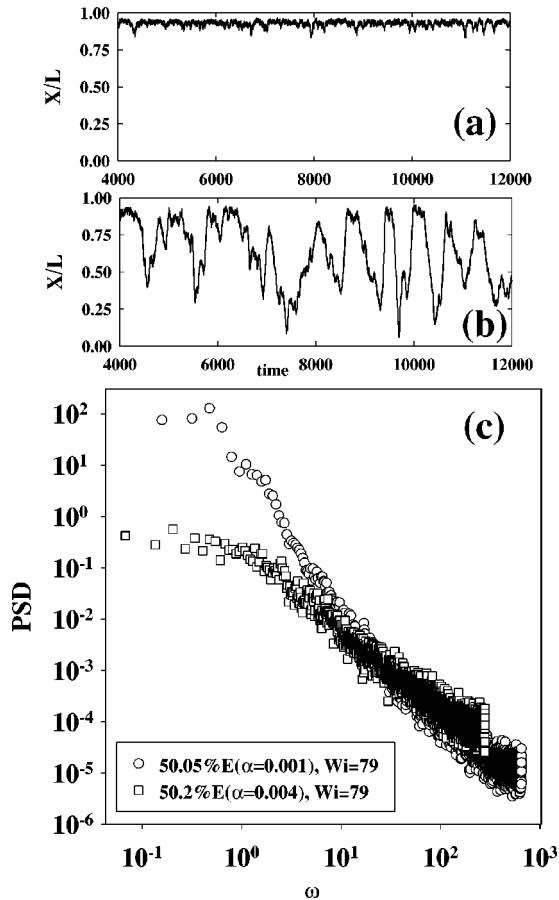 1.00
0.75
X/L
0.50
0.25
(a)
0.00
4000 6000 8000 10000 12000
1.00
0.75
X/L
0.50
0.25
(b)
0.00
4000 time 6000 8000 10000 12000
10²
(c)
10¹
10⁰
10⁻¹
PSD
10⁻²
10⁻³
10⁻⁴
50.05%E(α=0.001), Wi=79
10⁻⁵
50.2%E(α=0.004), Wi=79
10⁻⁶
10⁻¹ 10⁰ 10¹ 10² 10³
ω